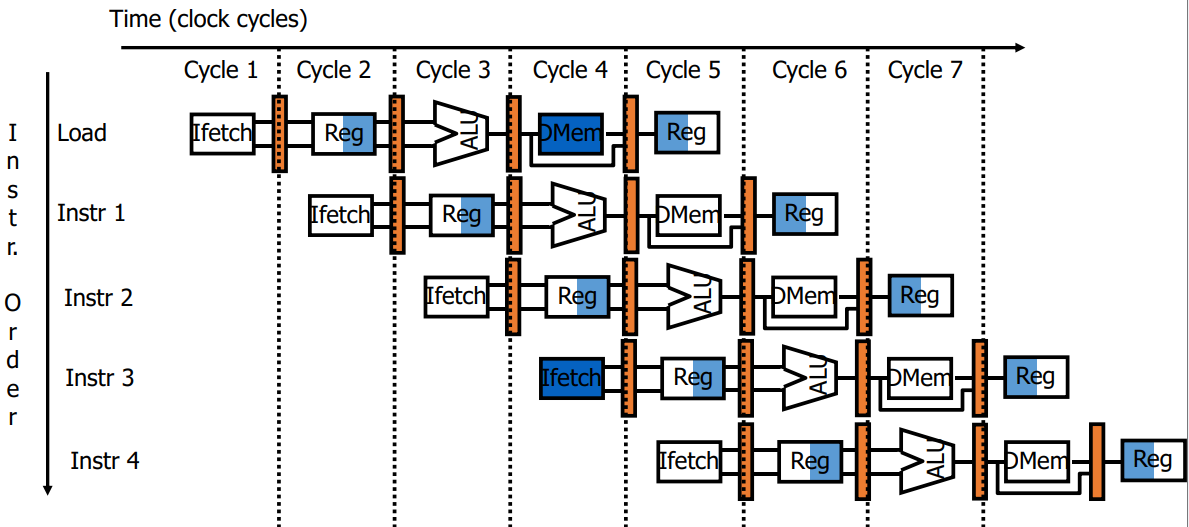 Time (clock cycles)
Cycle 1 Cycle 2 Cycle 3 Cycle 4 Cycle 5 Cycle 6 Cycle 7
Instr. Order
Load Ifetch Reg ALU DMem Reg
Instr 1 Ifetch Reg ALU DMem Reg
Instr 2 Ifetch Reg ALU DMem Reg
Instr 3 Ifetch Reg ALU DMem Reg
Instr 4 Ifetch Reg ALU DMem Reg